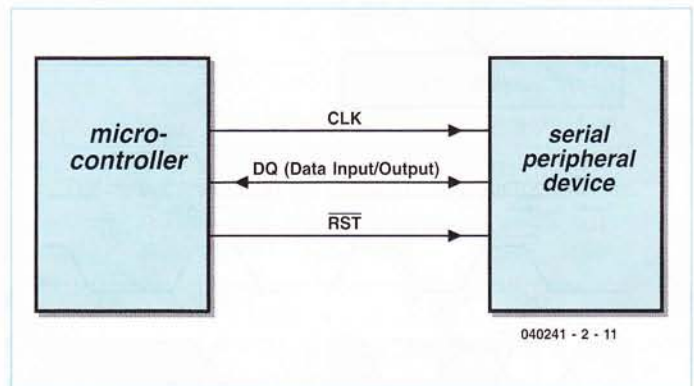 micro-
controller
CLK
DQ (Data Input/Output)
RST
serial
peripheral
device
040241 - 2 - 11